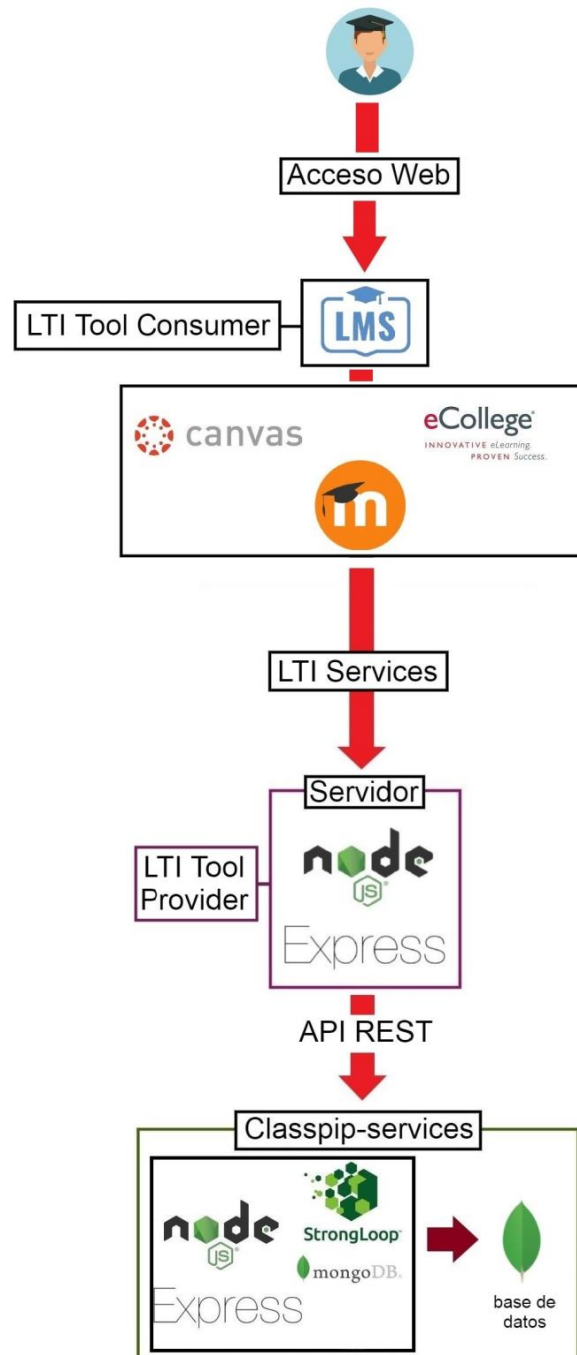 Acceso Web
LTI Tool Consumer
LMS
canvas
eCollege®
INNOVATIVE eLearning.
PROVEN Success.
m
LTI Services
Servidor
LTI Tool
Provider
node
JS®
Express
API REST
Classpip-services
node
JS®
Express
StrongLoop™
mongoDB®
base de
datos